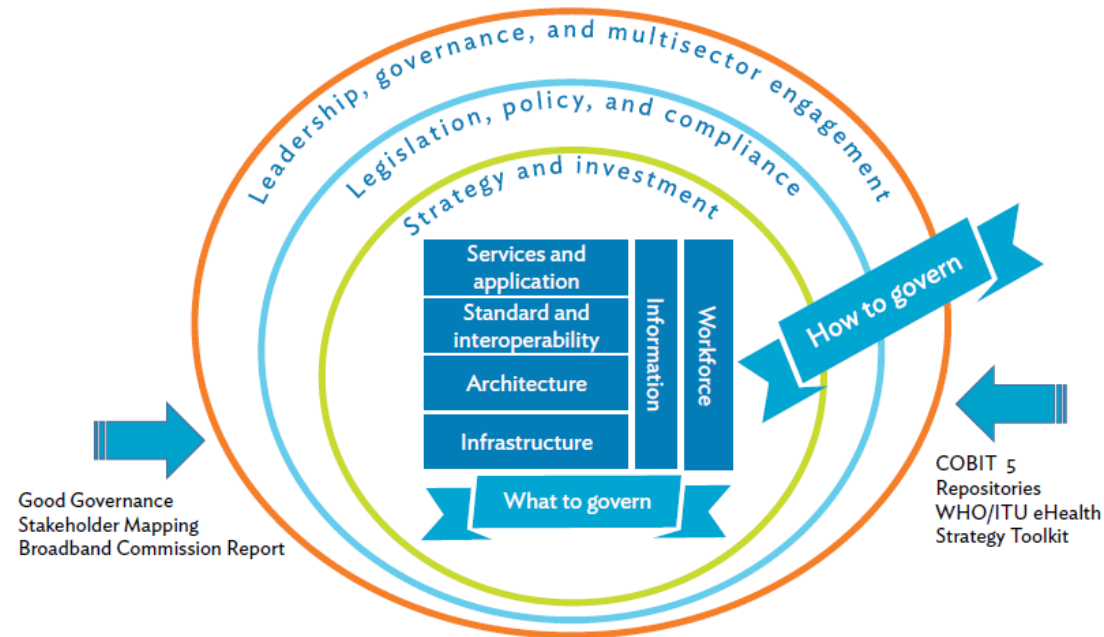 Leadership, governance, and multisector engagement
Legislation, policy, and compliance
Strategy and investment
Services and
application
Standard and
interoperability
Architecture
Infrastructure
Information
Workforce
How to govern
What to govern
Good Governance
Stakeholder Mapping
Broadband Commission Report
COBIT 5
Repositories
WHO/ITU eHealth
Strategy Toolkit